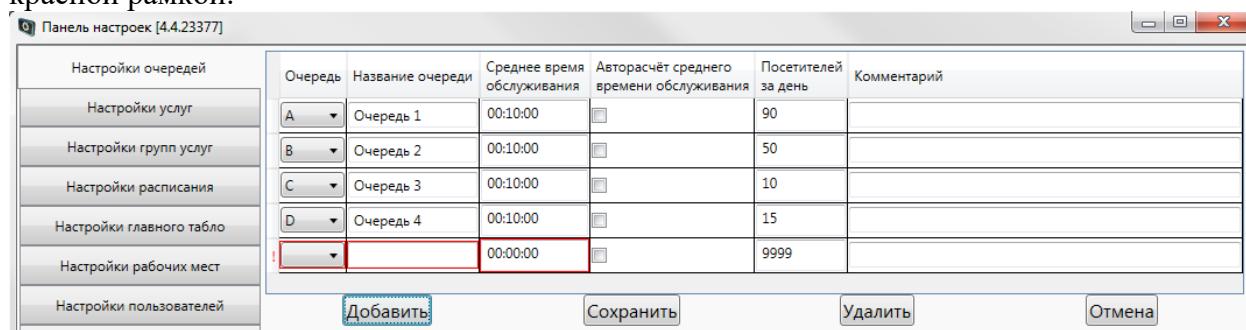 красной рамкой.
Панель настроек [4.4.23377]
Настройки очередей
Настройки услуг
Настройки групп услуг
Настройки расписания
Настройки главного табло
Настройки рабочих мест
Настройки пользователей
Очередь Название очереди Среднее время обслуживания Авторасчёт среднего времени обслуживания Посетителей за день Комментарий
A Очередь 1 00:10:00 90
B Очередь 2 00:10:00 50
C Очередь 3 00:10:00 10
D Очередь 4 00:10:00 15
! 00:00:00 9999
Добавить Сохранить Удалить Отмена